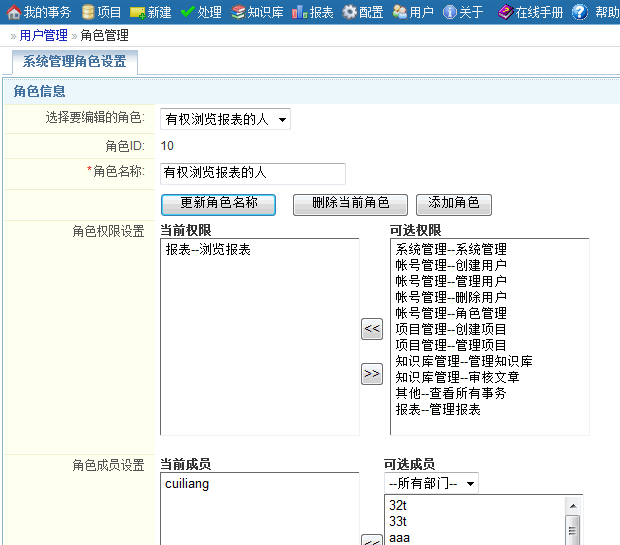 我的事务 项目 新建 处理 知识库 报表 配置 用户 关于 在线手册 帮助
» 用户管理 » 角色管理
系统管理角色设置
角色信息
选择要编辑的角色: 有权浏览报表的人
角色ID: 10
*角色名称: 有权浏览报表的人
更新角色名称 删除当前角色 添加角色
角色权限设置 当前权限 可选权限
报表--浏览报表
系统管理--系统管理
帐号管理--创建用户
帐号管理--管理用户
帐号管理--删除用户
帐号管理--角色管理
项目管理--创建项目
项目管理--管理项目
知识库管理--管理知识库
知识库管理--审核文章
其他--查看所有事务
报表--管理报表
<<
>>
角色成员设置 当前成员 可选成员
cuiliang
--所有部门--
32t
33t
aaa
<<